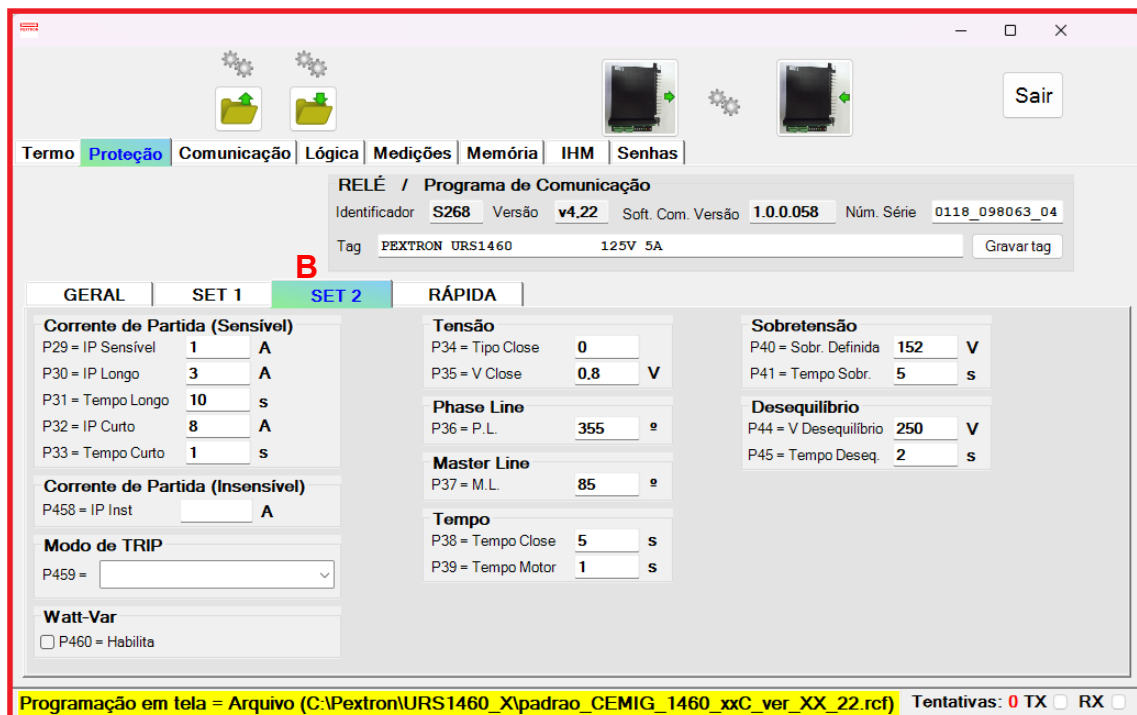 PEXTRON
Sair
Termo Proteção Comunicação Lógica Medições Memória IHM Senhas
RELÉ / Programa de Comunicação
Identificador S268 Versão v4,22 Soft. Com. Versão 1.0.0.058 Núm. Série 0118_098063_04
Tag PEXTRON URS1460 125V 5A Gravar tag
B
GERAL SET 1 SET 2 RÁPIDA
Corrente de Partida (Sensível)
P29 = IP Sensível 1 A
P30 = IP Longo 3 A
P31 = Tempo Longo 10 s
P32 = IP Curto 8 A
P33 = Tempo Curto 1 s
Corrente de Partida (Insensível)
P458 = IP Inst A
Modo de TRIP
P459 =
Watt-Var
P460 = Habilita
Tensão
P34 = Tipo Close 0
P35 = V Close 0,8 V
Phase Line
P36 = P.L. 355 º
Master Line
P37 = M.L. 85 º
Tempo
P38 = Tempo Close 5 s
P39 = Tempo Motor 1 s
Sobretensão
P40 = Sobr. Definida 152 V
P41 = Tempo Sobr. 5 s
Desequilíbrio
P44 = V Desequilíbrio 250 V
P45 = Tempo Deseq. 2 s
Programação em tela = Arquivo (C:\Pextron\URS1460_X\padrao_CEMIG_1460_xxC_ver_XX_22.rcf) Tentativas: 0 TX RX